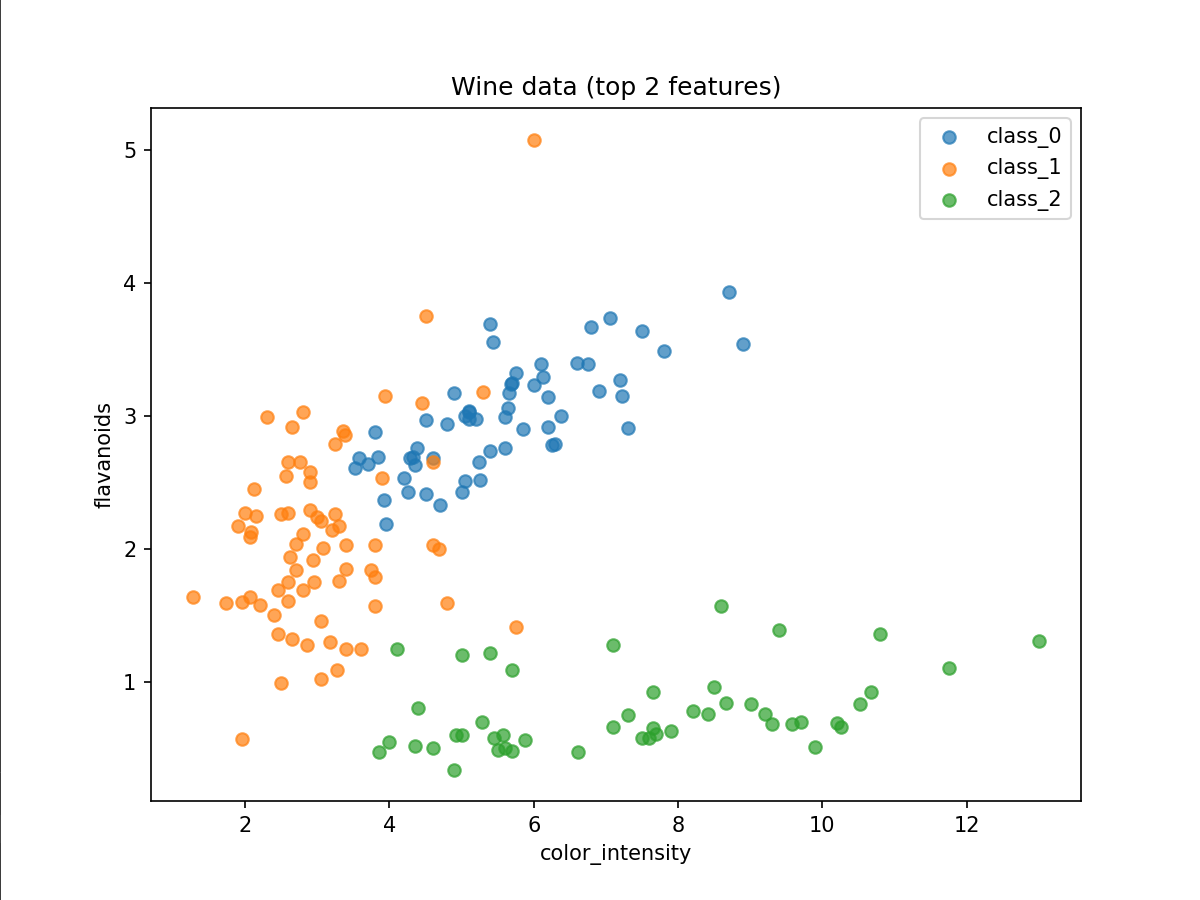 Wine data (top 2 features)
class_0
class_1
class_2
5
4
3
2
1
flavanoids
2
4
6
8
10
12
color_intensity